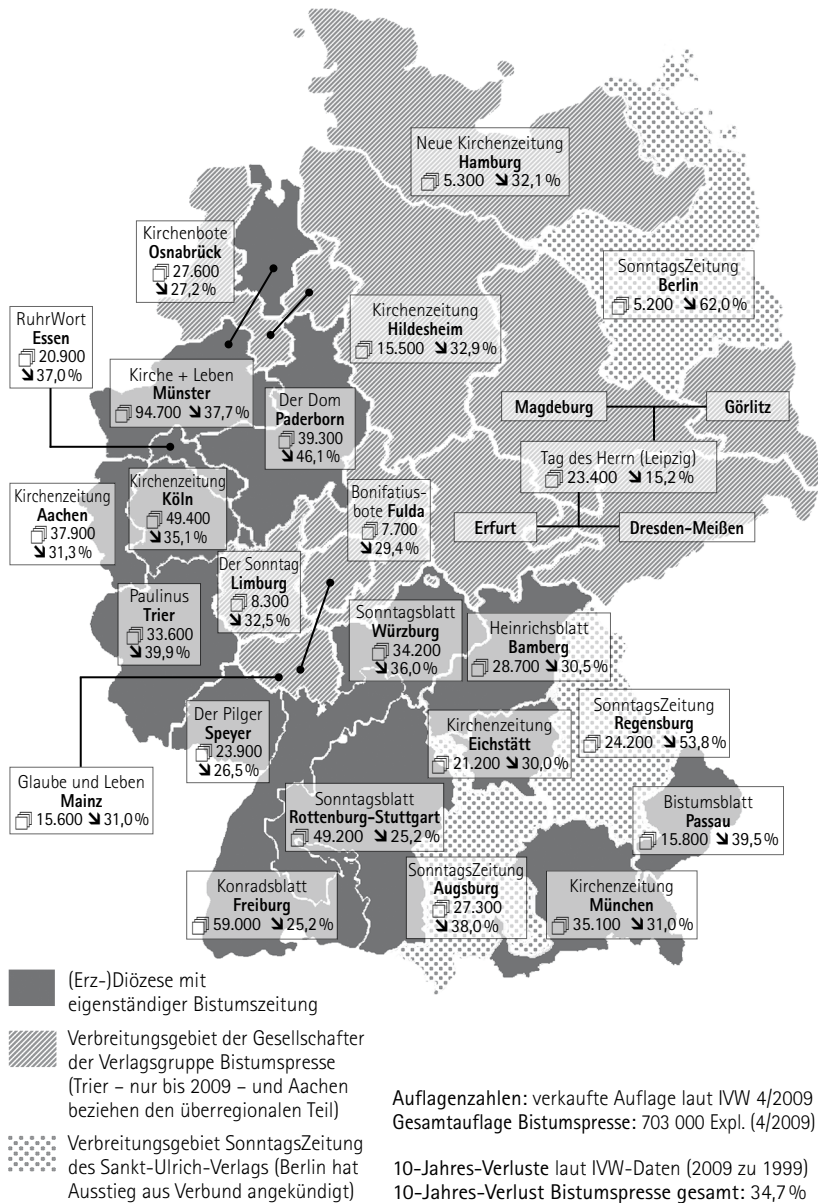 Neue Kirchenzeitung
Hamburg
5.300 ➘ 32,1 %
Kirchenbote
Osnabrück
27.600
➘ 27,2 %
SonntagsZeitung
Berlin
5.200 ➘ 62,0 %
RuhrWort
Essen
20.900
➘ 37,0 %
Kirchenzeitung
Hildesheim
15.500 ➘ 32,9 %
Kirche + Leben
Münster
94.700 ➘ 37,7 %
Der Dom
Paderborn
39.300
➘ 46,1 %
Magdeburg
Görlitz
Tag des Herrn (Leipzig)
23.400 ➘ 15,2 %
Erfurt
Dresden-Meißen
Kirchenzeitung
Aachen
37.900
➘ 31,3 %
Kirchenzeitung
Köln
49.400
➘ 35,1 %
Bonifatius-
bote Fulda
7.700
➘ 29,4 %
Der Sonntag
Limburg
8.300
➘ 32,5 %
Paulinus
Trier
33.600
➘ 39,9 %
Sonntagsblatt
Würzburg
34.200
➘ 36,0 %
Heinrichsblatt
Bamberg
28.700 ➘ 30,5 %
Der Pilger
Speyer
23.900
➘ 26,5 %
Kirchenzeitung
Eichstätt
21.200 ➘ 30,0 %
SonntagsZeitung
Regensburg
24.200 ➘ 53,8 %
Glaube und Leben
Mainz
15.600 ➘ 31,0 %
Sonntagsblatt
Rottenburg-Stuttgart
49.200 ➘ 25,2 %
Bistumsblatt
Passau
15.800 ➘ 39,5 %
Konradsblatt
Freiburg
59.000 ➘ 25,2 %
SonntagsZeitung
Augsburg
27.300
➘ 38,0 %
Kirchenzeitung
München
35.100 ➘ 31,0 %
(Erz-)Diözese mit
eigenständiger Bistumszeitung
Verbreitungsgebiet der Gesellschafter
der Verlagsgruppe Bistumspresse
(Trier – nur bis 2009 – und Aachen
beziehen den überregionalen Teil)
Verbreitungsgebiet SonntagsZeitung
des Sankt-Ulrich-Verlags (Berlin hat
Ausstieg aus Verbund angekündigt)
Auflagenzahlen: verkaufte Auflage laut IVW 4/2009
Gesamtauflage Bistumspresse: 703 000 Expl. (4/2009)
10-Jahres-Verluste laut IVW-Daten (2009 zu 1999)
10-Jahres-Verlust Bistumspresse gesamt: 34,7 %